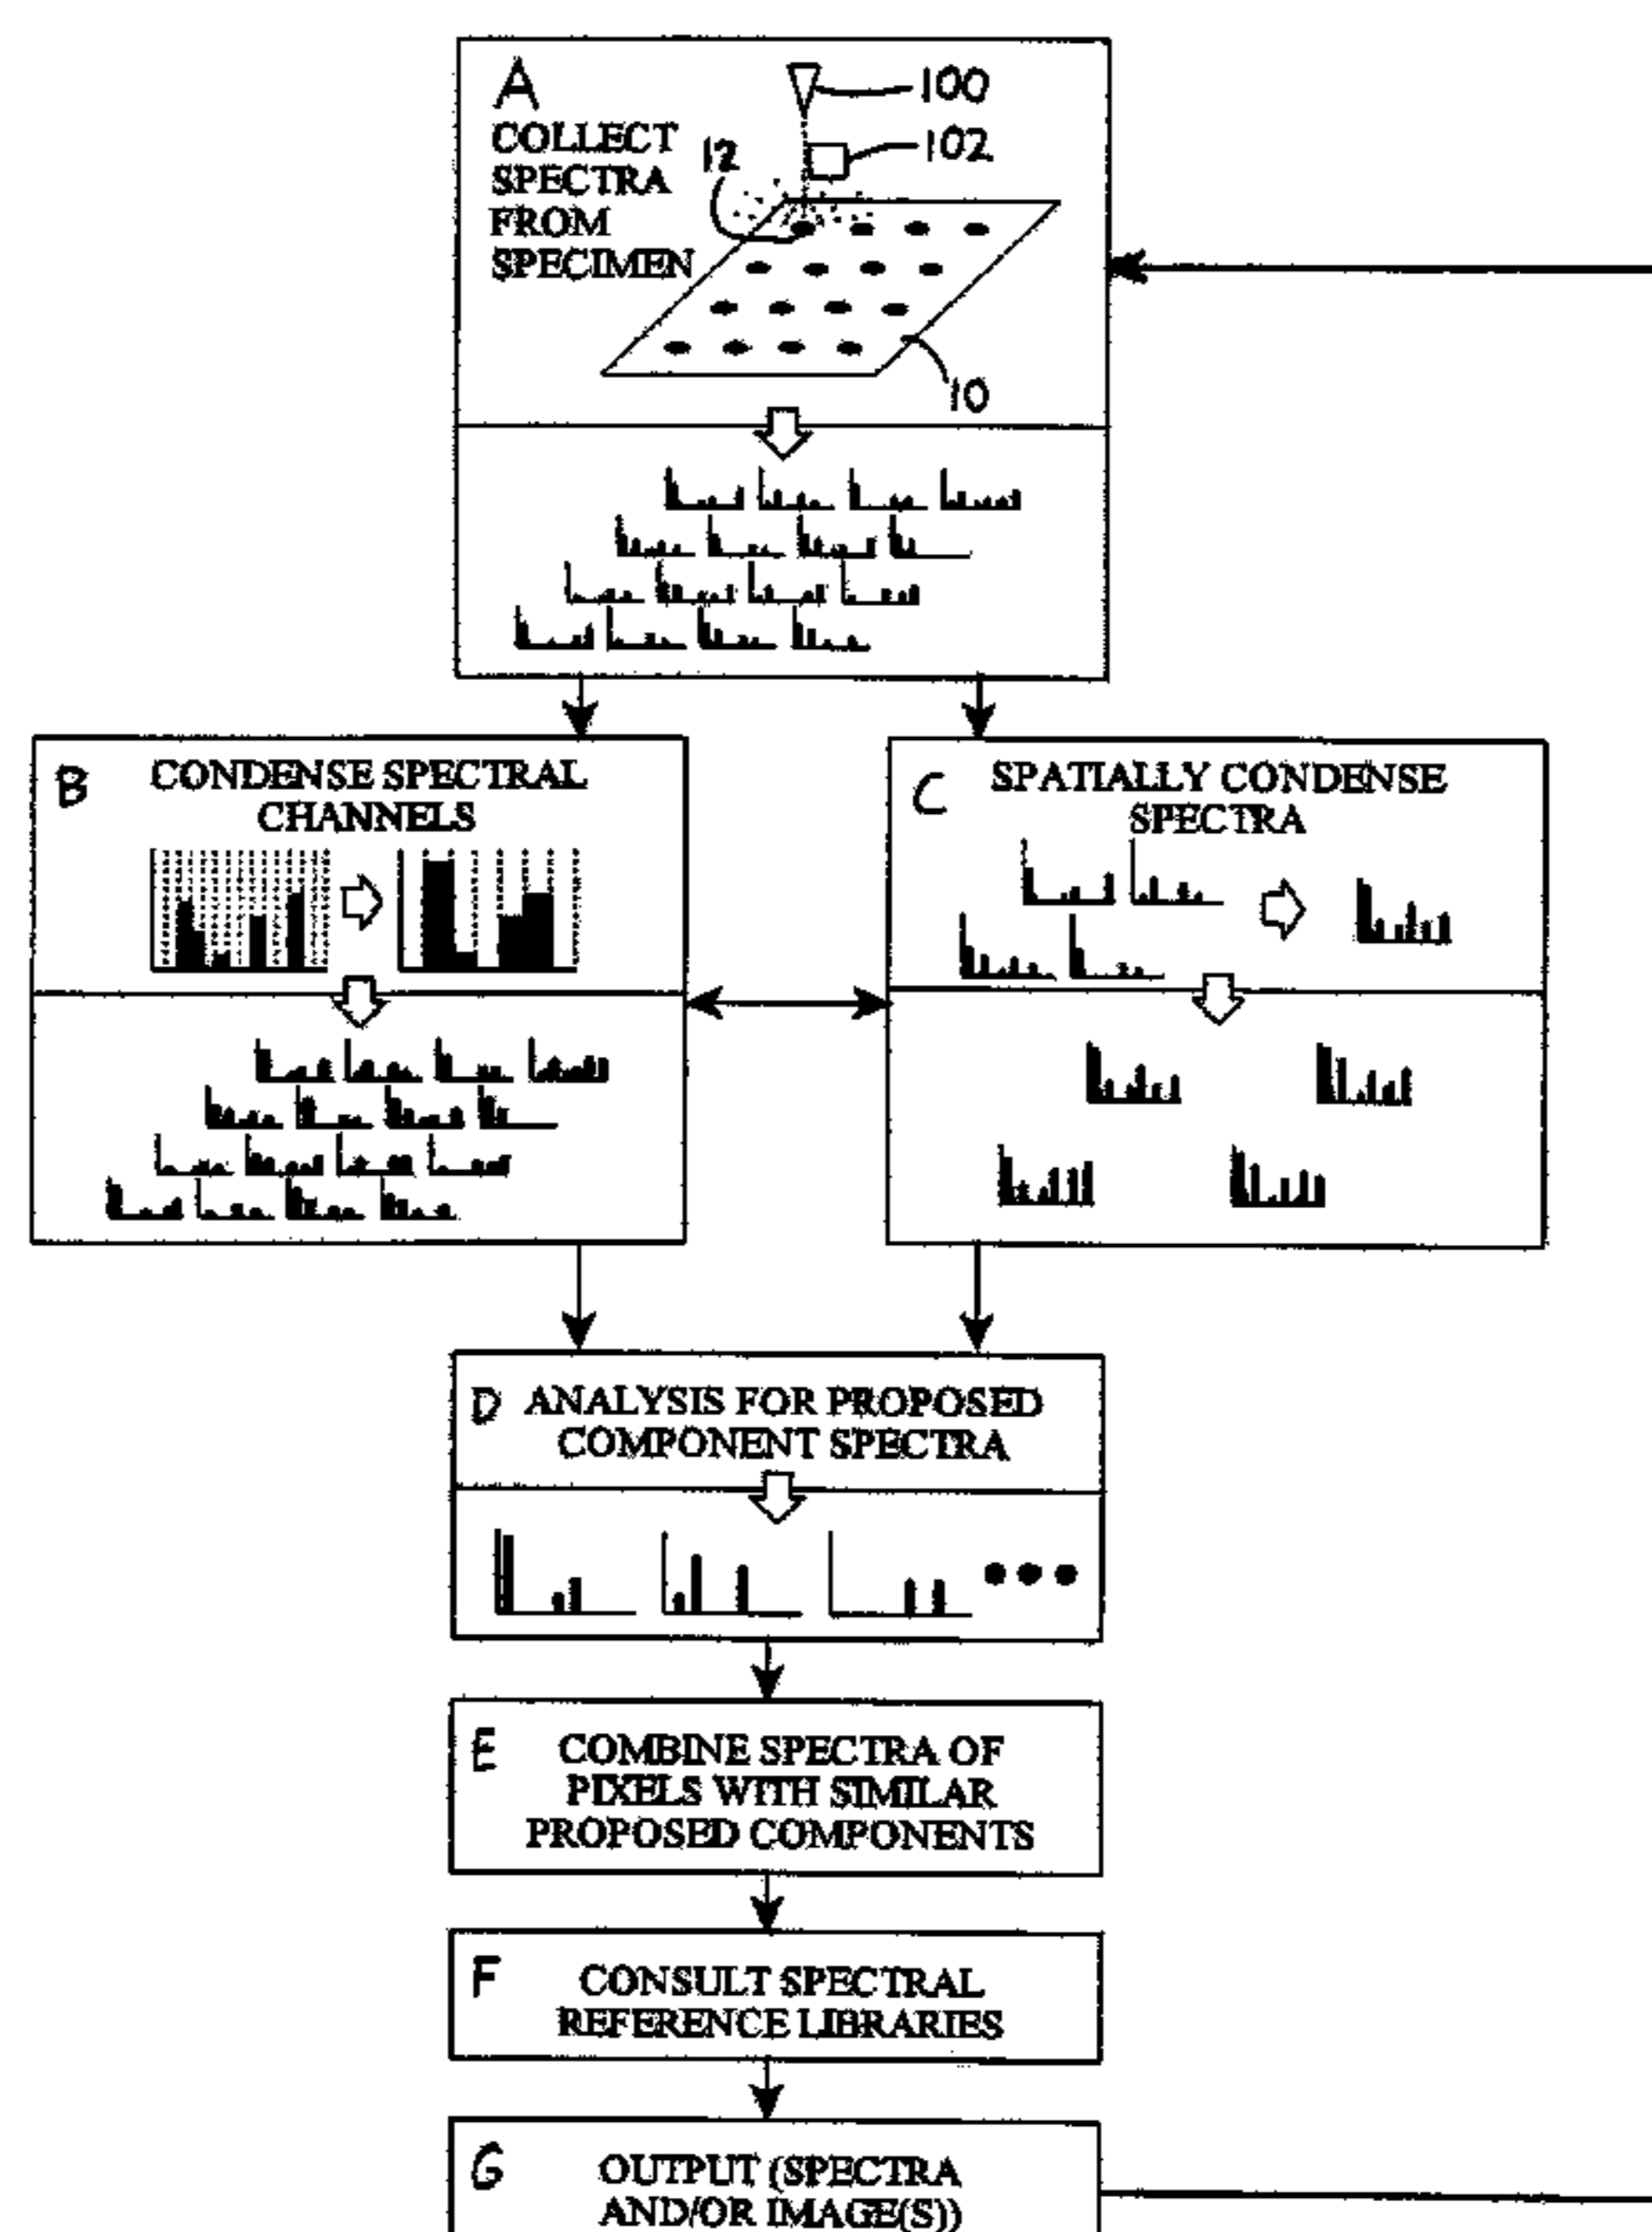 A
100
COLLECT
102
12
SPECTRA
FROM
SPECIMEN
10
B
CONDENSE SPECTRAL
CHANNELS
C
SPATIALLY CONDENSE
SPECTRA
D
ANALYSIS FOR PROPOSED
COMPONENT SPECTRA
E
COMBINE SPECTRA OF
PIXELS WITH SIMILAR
PROPOSED COMPONENTS
F
CONSULT SPECTRAL
REFERENCE LIBRARIES
G
OUTPUT (SPECTRA
AND/OR IMAGE(S))